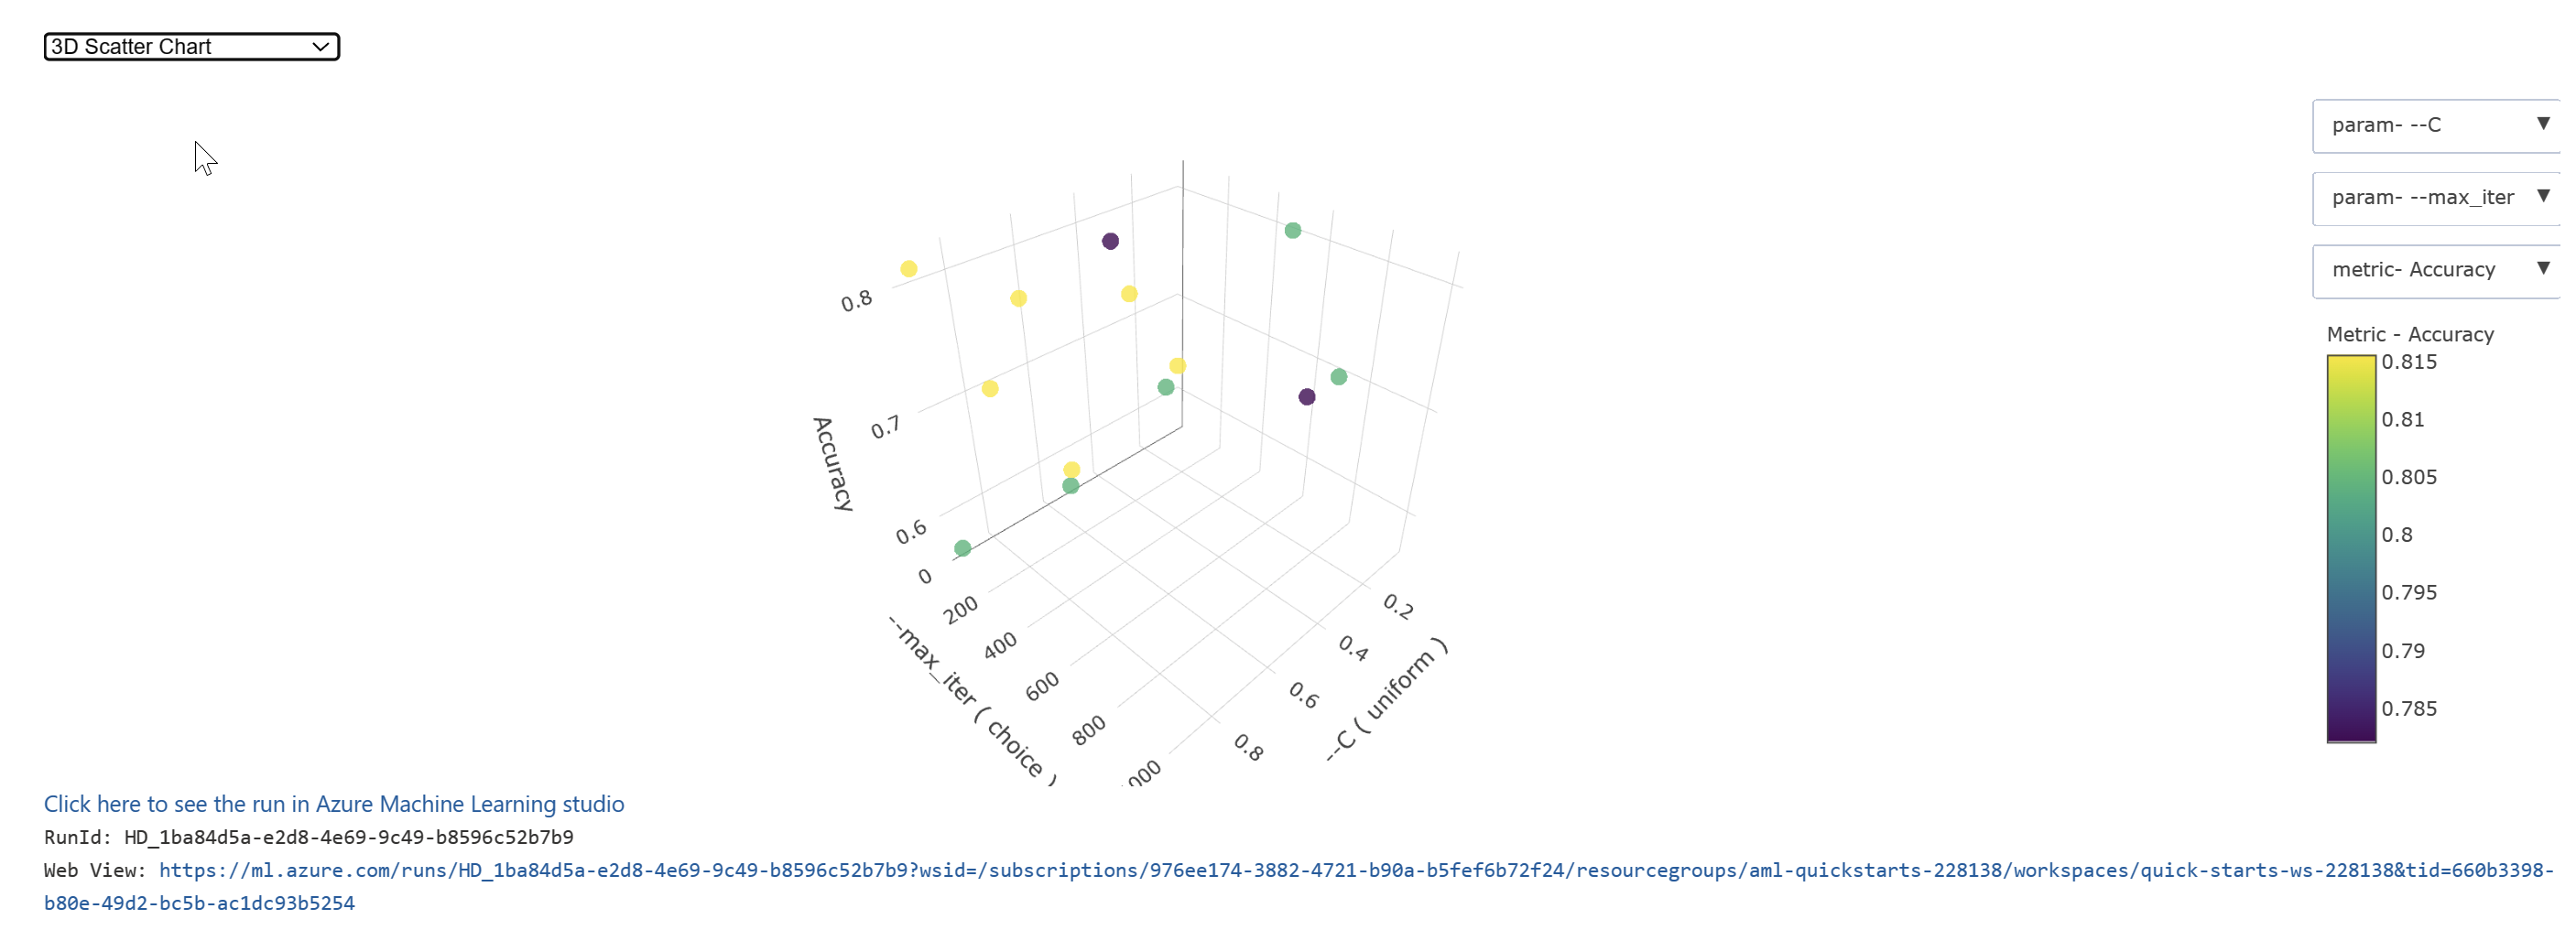 3D Scatter Chart
param- --C
param- --max_iter
metric- Accuracy
Metric - Accuracy
0.815
0.81
0.805
0.8
0.795
0.79
0.785
0.8
0.7
0.6
Accuracy
0
200
400
600
800
000
--max_iter ( choice )
0.2
0.4
0.6
0.8
--C ( uniform )
Click here to see the run in Azure Machine Learning studio
RunId: HD_1ba84d5a-e2d8-4e69-9c49-b8596c52b7b9
Web View: https://ml.azure.com/runs/HD_1ba84d5a-e2d8-4e69-9c49-b8596c52b7b9?wsid=/subscriptions/976ee174-3882-4721-b90a-b5fef6b72f24/resourcegroups/aml-quickstarts-228138/workspaces/quick-starts-ws-228138&tid=660b3398-
b80e-49d2-bc5b-ac1dc93b5254